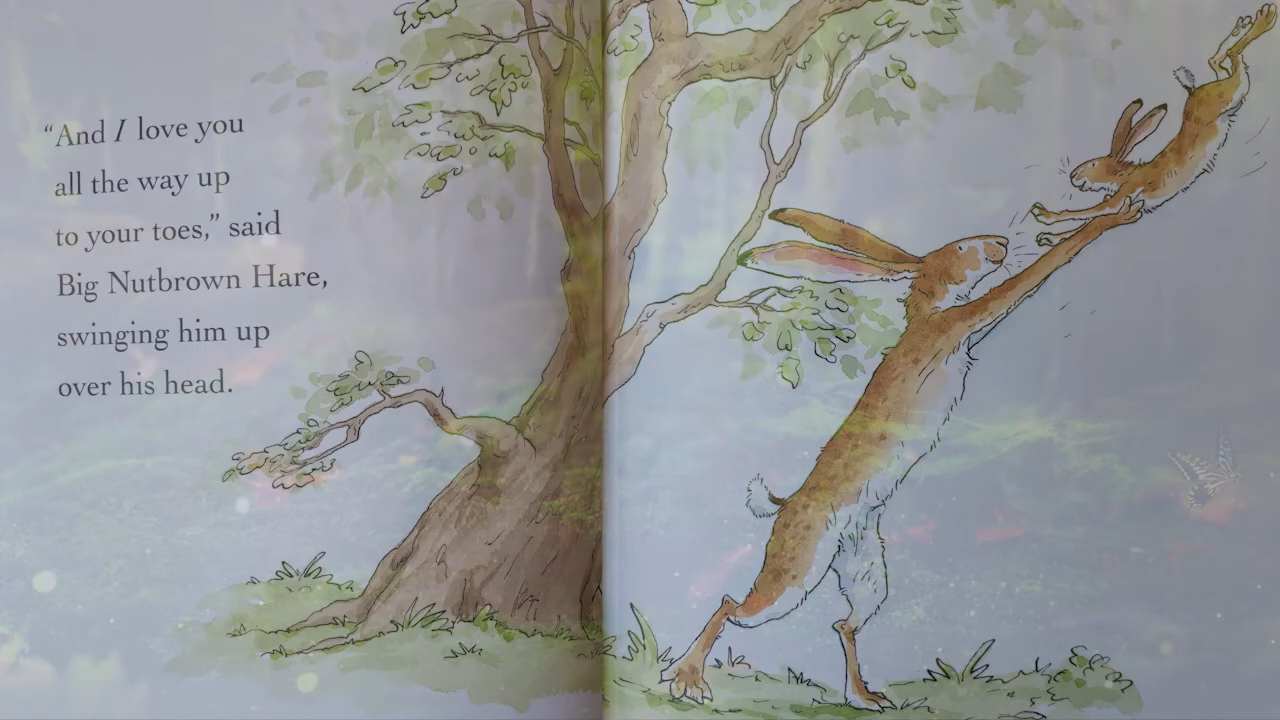 “And I love you
all the way up
to your toes,” said
Big Nutbrown Hare,
swinging him up
over his head.